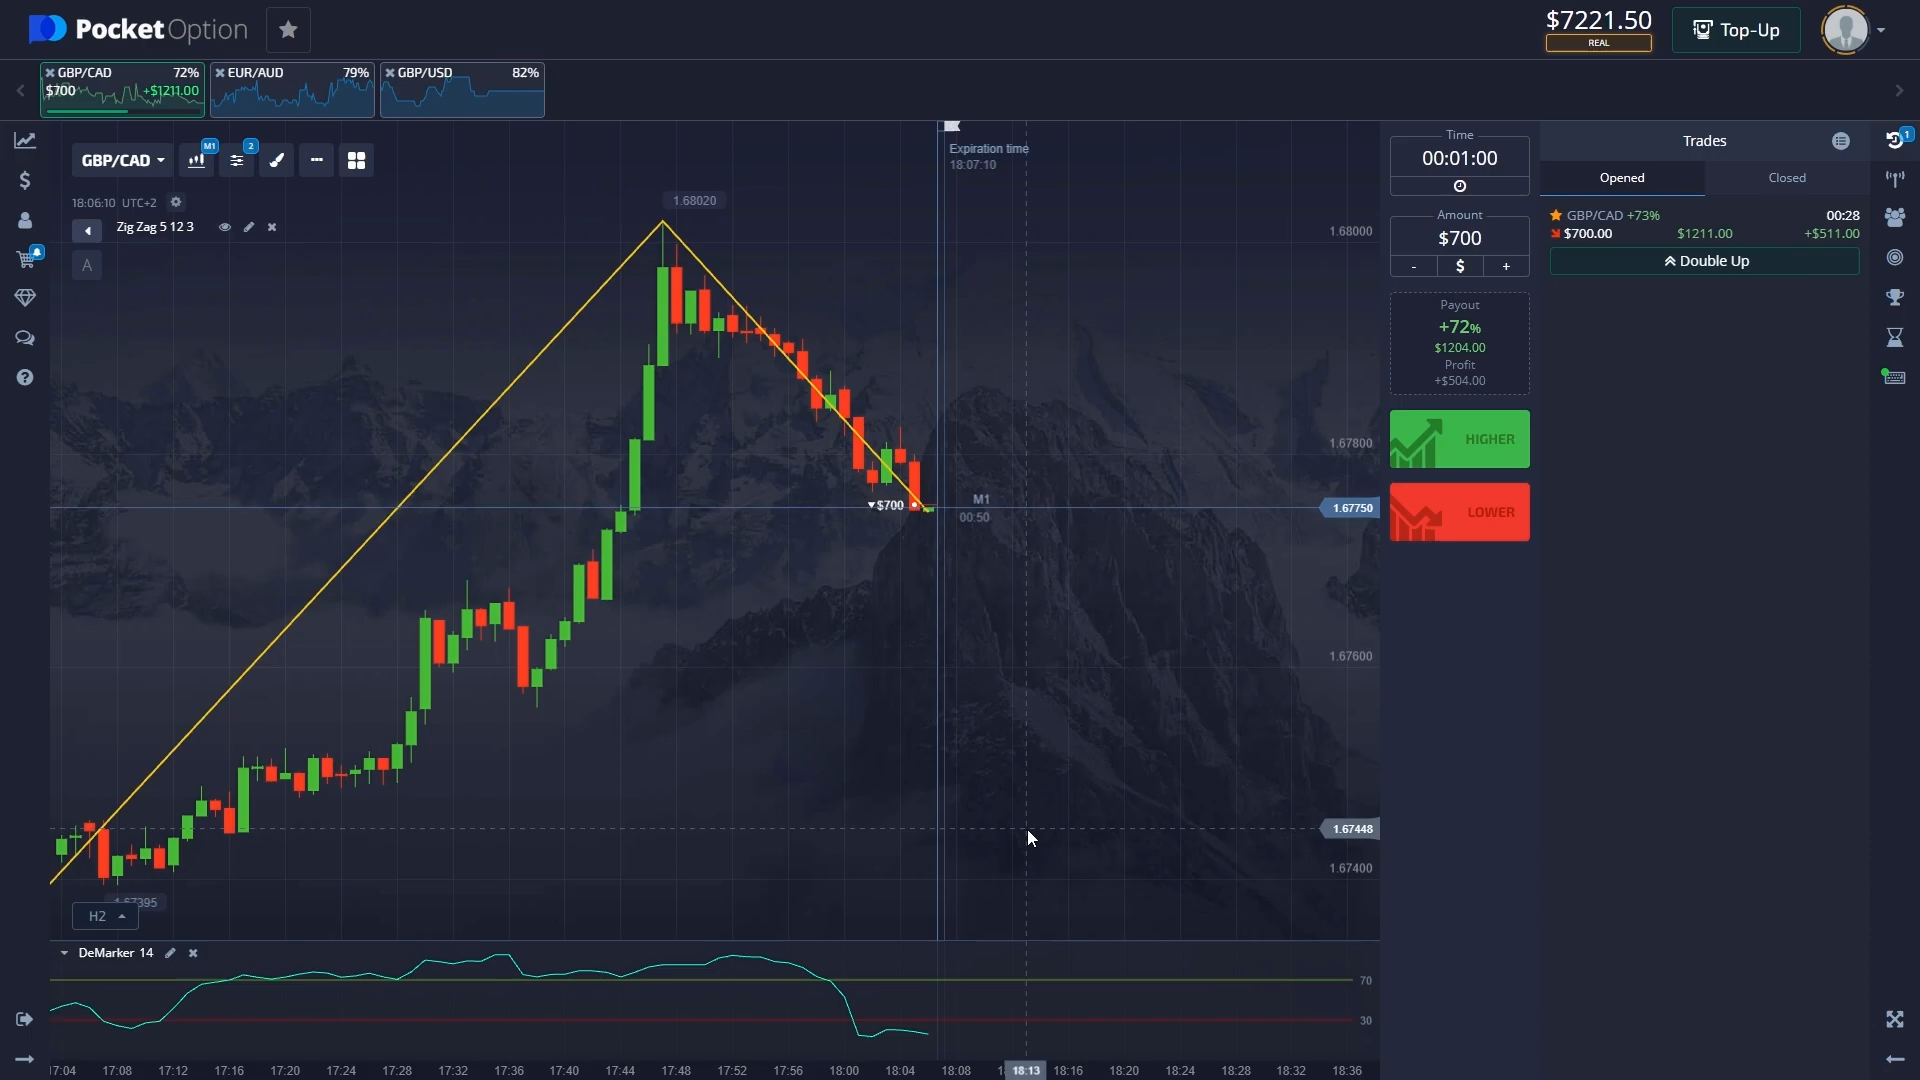 PocketOption
$7221.50
REAL
Top-Up
GBP/CAD 72%
$700 +$1211.00
EUR/AUD 79%
GBP/USD 82%
GBP/CAD
M1
2
18:06:10 UTC+2
Zig Zag 5 12 3
A
Expiration time
18:07:10
1.68020
1.68000
1.67800
▼$700
M1
00:50
1.67750
1.67600
1.67448
1.67400
H2
DeMarker 14
70
30
17:04 17:08 17:12 17:16 17:20 17:24 17:28 17:32 17:36 17:40 17:44 17:48 17:52 17:56 18:00 18:04 18:08 18:13 18:16 18:20 18:24 18:28 18:32 18:36
Time
00:01:00
Amount
$700
- $ +
Payout
+72%
$1204.00
Profit
+$504.00
HIGHER
LOWER
Trades
1
Opened Closed
GBP/CAD +73% 00:28
$700.00 $1211.00 +$511.00
Double Up